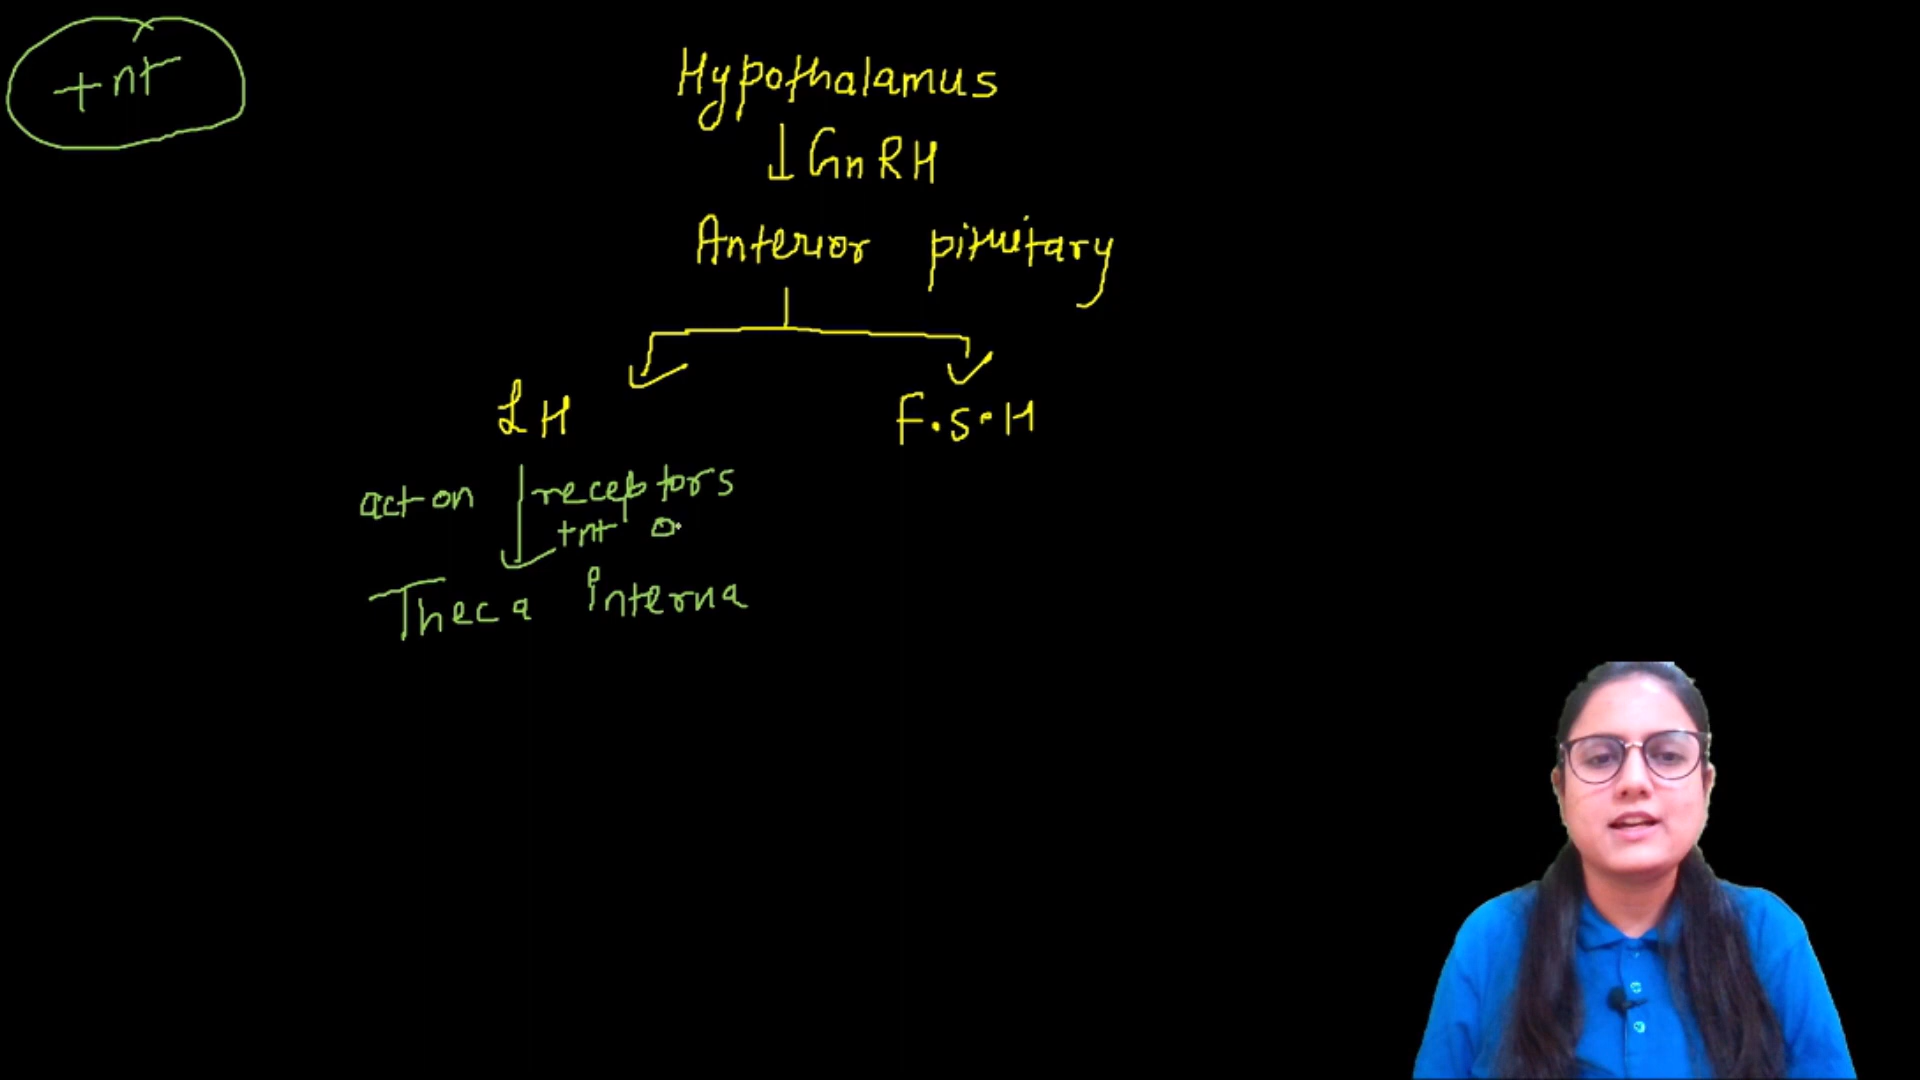 +nt
Hypothalamus
GnRH
Anterior pituitary
LH F.S.H
act on receptors
+nt
Theca interna